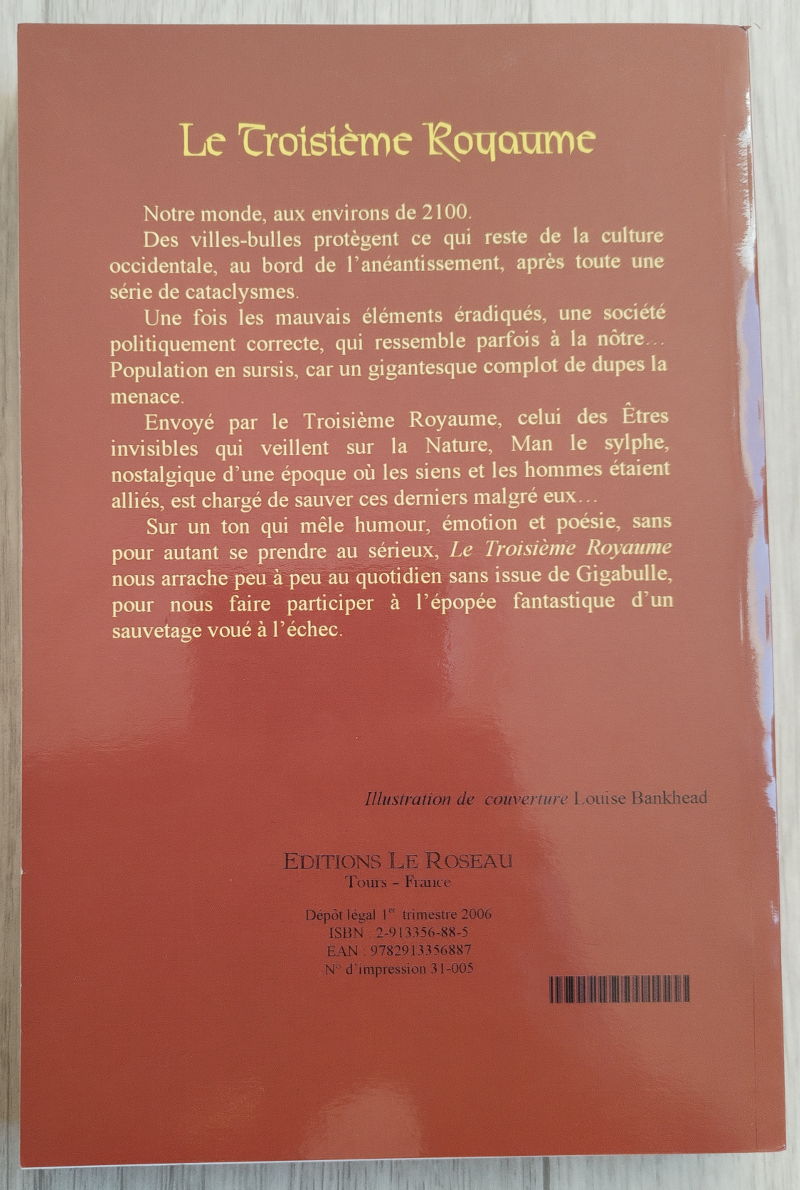 Le Troisième Royaume
Notre monde, aux environs de 2100.
Des villes-bulles protègent ce qui reste de la culture
occidentale, au bord de l'anéantissement, après toute une
série de cataclysmes.
Une fois les mauvais éléments éradiqués, une société
politiquement correcte, qui ressemble parfois à la nôtre…
Population en sursis, car un gigantesque complot de dupes la
menace.
Envoyé par le Troisième Royaume, celui des Êtres
invisibles qui veillent sur la Nature, Man le sylphe,
nostalgique d'une époque où les siens et les hommes étaient
alliés, est chargé de sauver ces derniers malgré eux…
Sur un ton qui mêle humour, émotion et poésie, sans
pour autant se prendre au sérieux, Le Troisième Royaume
nous arrache peu à peu au quotidien sans issue de Gigabulle,
pour nous faire participer à l'épopée fantastique d'un
sauvetage voué à l'échec.
Illustration de couverture Louise Bankhead
EDITIONS LE ROSEAU
Tours – France
Dépôt légal 1er trimestre 2006
ISBN : 2-913356-88-5
EAN : 9782913356887
N° d'impression 31-005